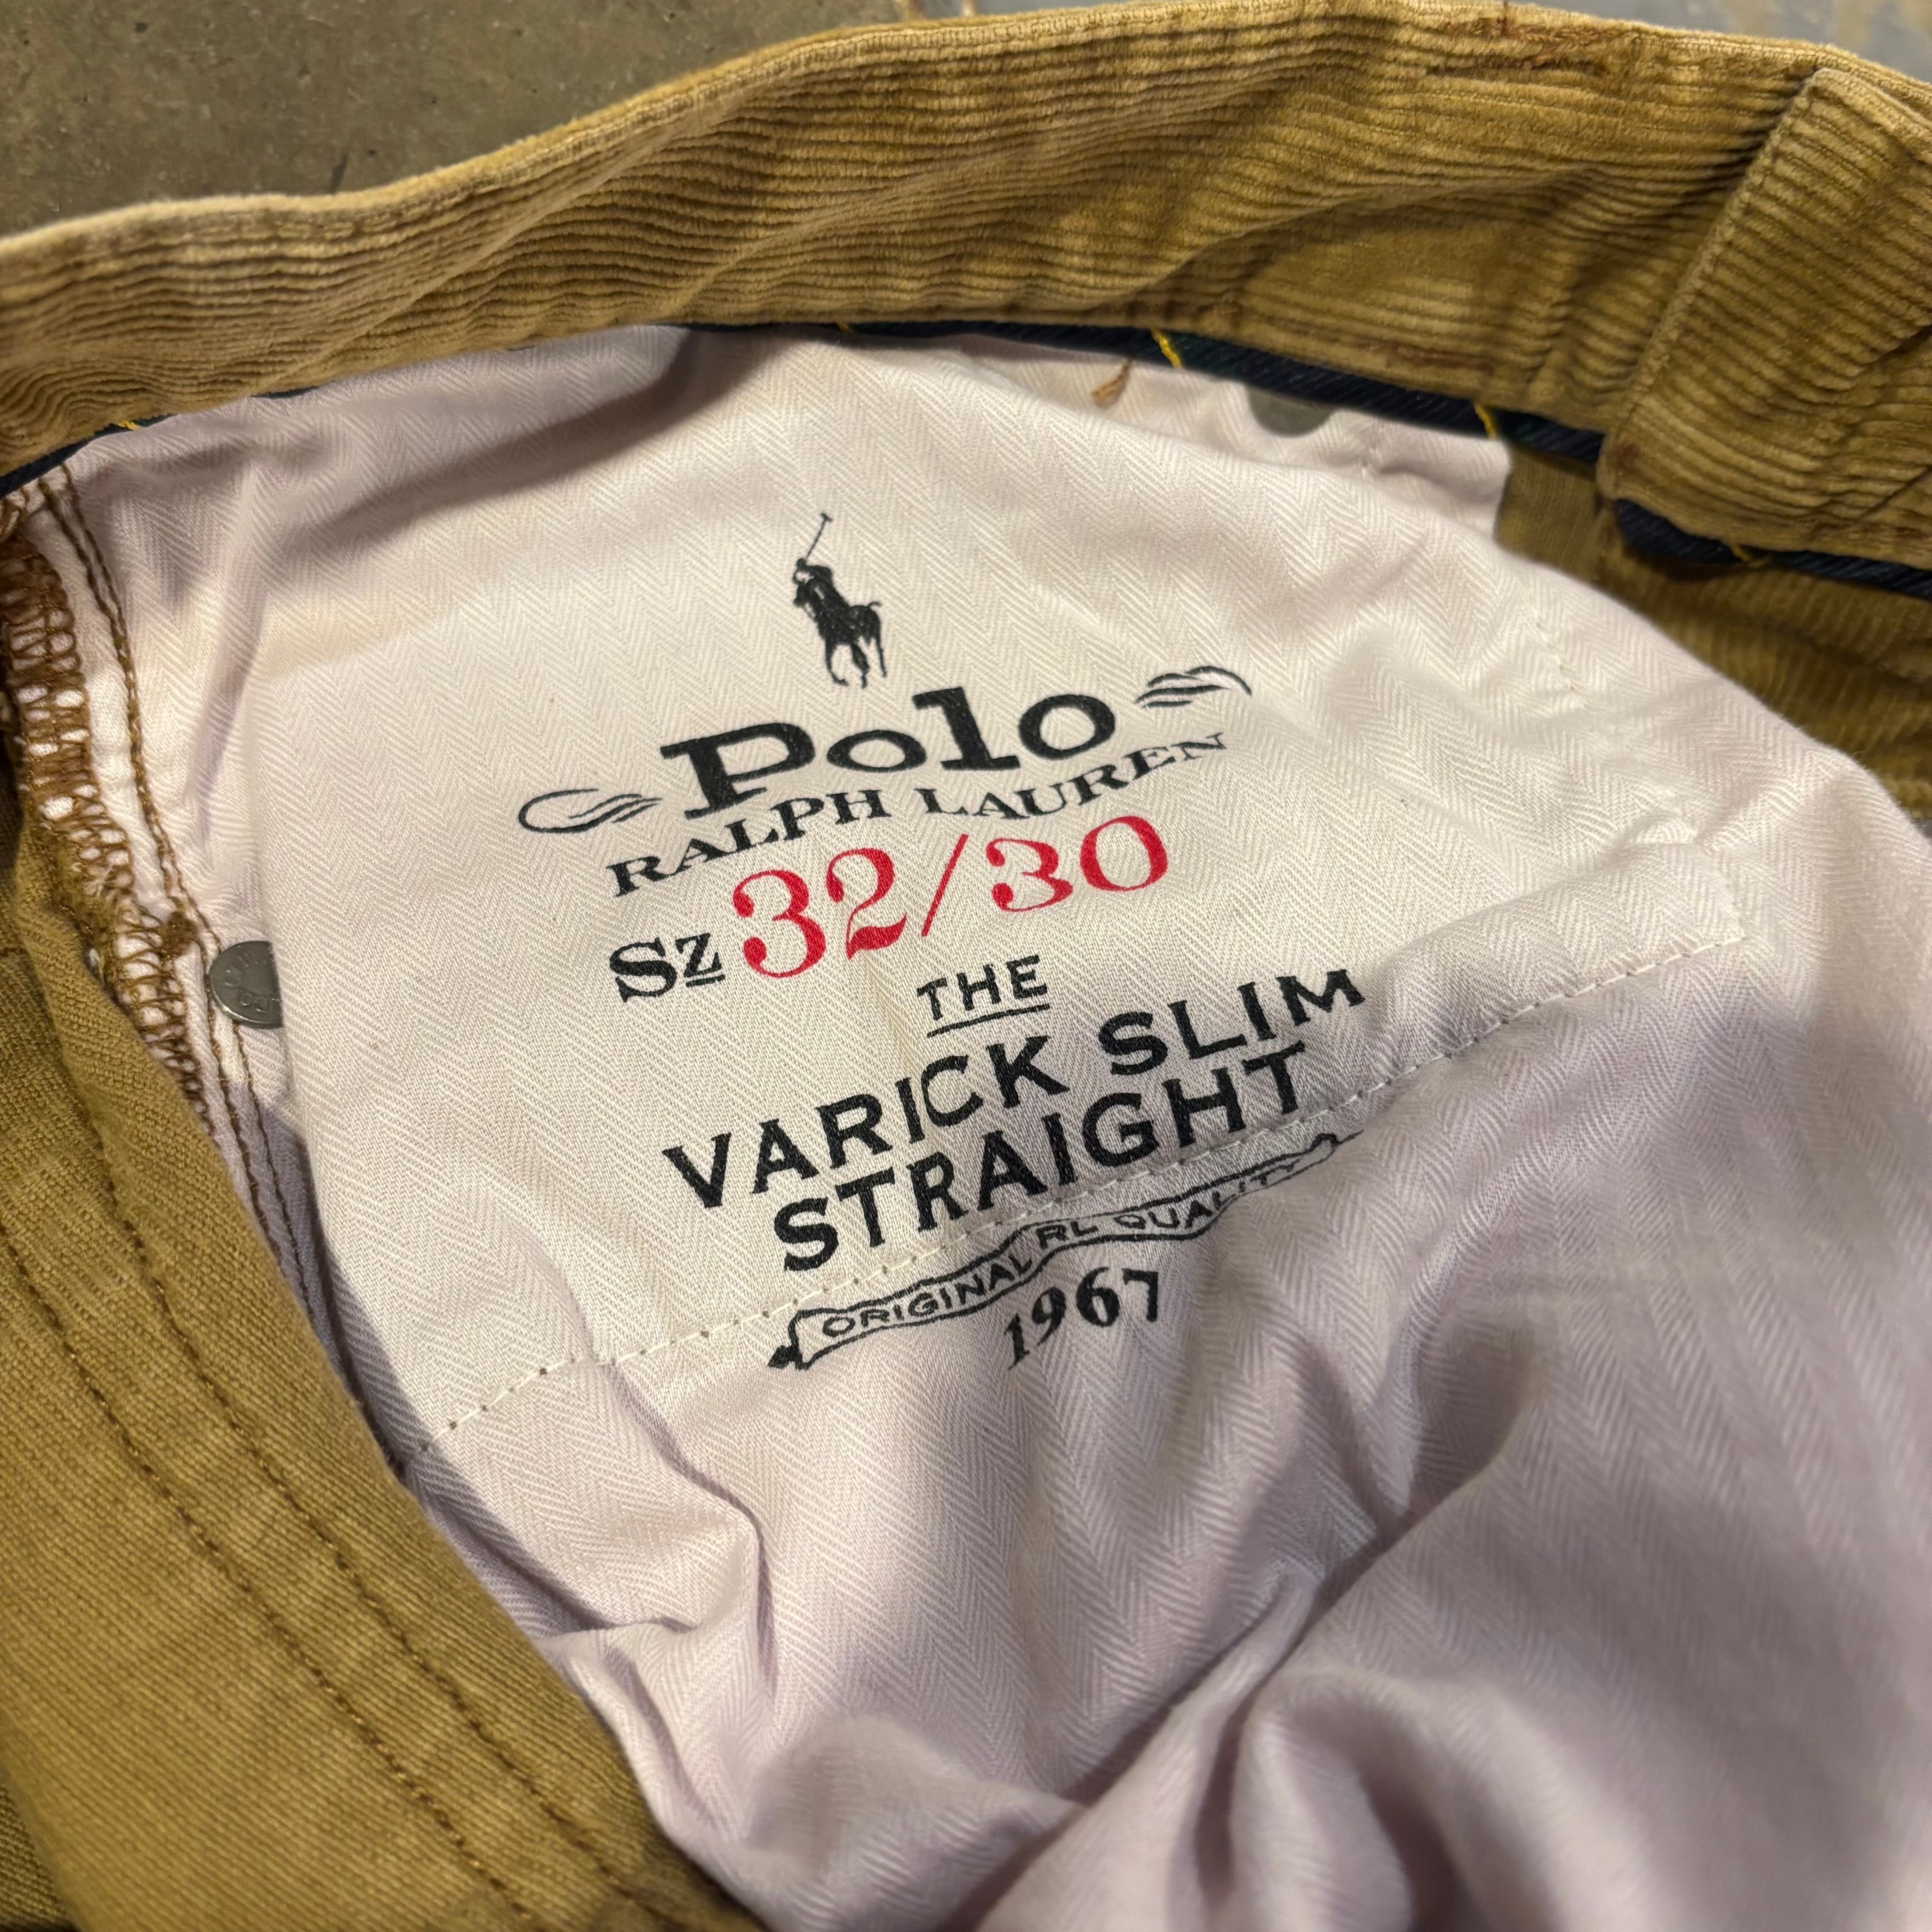 Polo
RALPH LAUREN
Sz 32/30
THE
VARICK SLIM
STRAIGHT
ORIGINAL RL QUALITY
1967